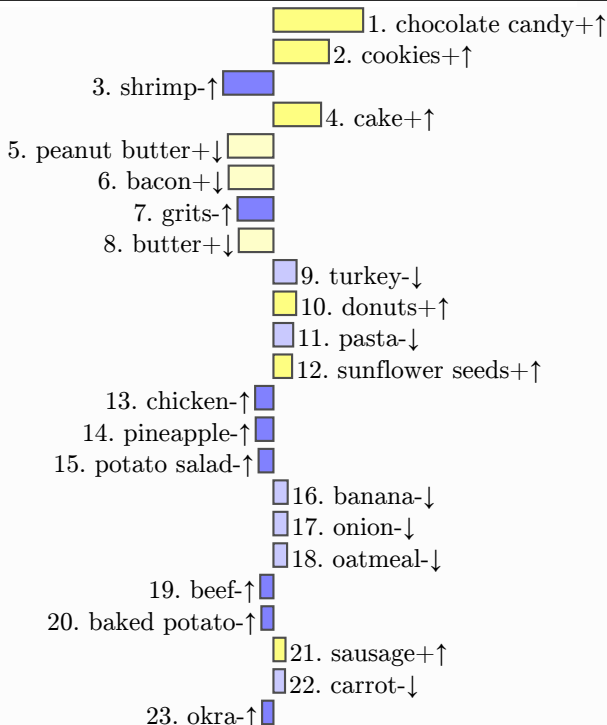 1. chocolate candy+↑
2. cookies+↑
3. shrimp-↑
4. cake+↑
5. peanut butter+↓
6. bacon+↓
7. grits-↑
8. butter+↓
9. turkey-↓
10. donuts+↑
11. pasta-↓
12. sunflower seeds+↑
13. chicken-↑
14. pineapple-↑
15. potato salad-↑
16. banana-↓
17. onion-↓
18. oatmeal-↓
19. beef-↑
20. baked potato-↑
21. sausage+↑
22. carrot-↓
23. okra-↑